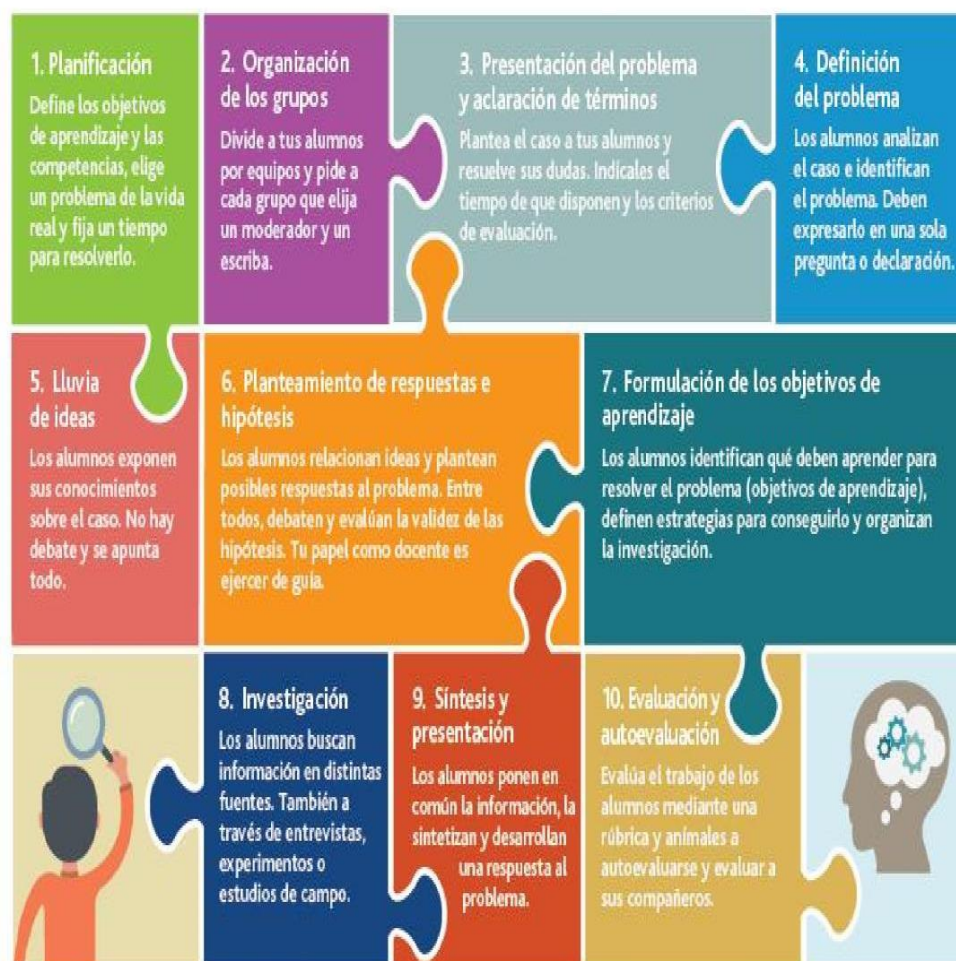 1. Planificación
Define los objetivos
de aprendizaje y las
competencias, elige
un problema de la vida
real y fija un tiempo
para resolverlo.
2. Organización
de los grupos
Divide a tus alumnos
por equipos y pide a
cada grupo que elija
un moderador y un
escriba.
3. Presentación del problema
y aclaración de términos
Plantea el caso a tus alumnos y
resuelve sus dudas. Indícales el
tiempo de que disponen y los criterios
de evaluación.
4. Definición
del problema
Los alumnos analizan
el caso e identifican
el problema. Deben
expresarlo en una sola
pregunta o declaración.
5. Lluvia
de ideas
Los alumnos exponen
sus conocimientos
sobre el caso. No hay
debate y se apunta
todo.
6. Planteamiento de respuestas e
hipótesis
Los alumnos relacionan ideas y plantean
posibles respuestas al problema. Entre
todos, debaten y evalúan la validez de las
hipótesis. Tu papel como docente es
ejercer de guía.
7. Formulación de los objetivos de
aprendizaje
Los alumnos identifican qué deben aprender para
resolver el problema (objetivos de aprendizaje),
definen estrategias para conseguirlo y organizan
la investigación.
8. Investigación
Los alumnos buscan
información en distintas
fuentes. También a
través de entrevistas,
experimentos o
estudios de campo.
9. Síntesis y
presentación
Los alumnos ponen en
común la información, la
sintetizan y desarrollan
una respuesta al
problema.
10. Evaluación y
autoevaluación
Evalúa el trabajo de los
alumnos mediante una
rúbrica y anímales a
autoevaluarse y evaluar a
sus compañeros.